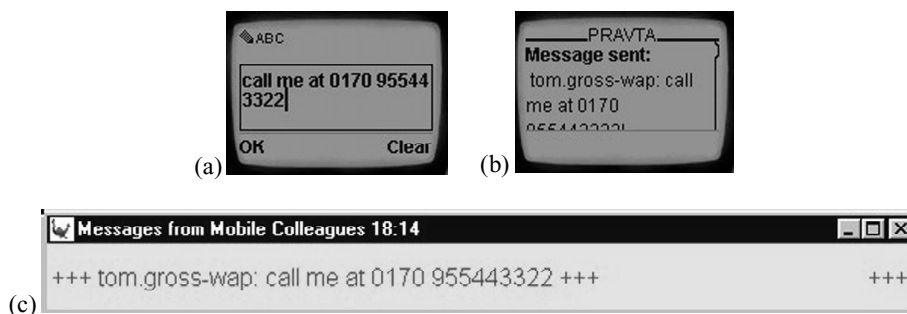 ABC
call me at 0170 95544
3322
OK Clear
(a)
PRAVTA
Message sent:
tom.gross-wap: call
me at 0170
(b)
Messages from Mobile Colleagues 18:14
+++ tom.gross-wap: call me at 0170 955443322 +++ +++
(c)